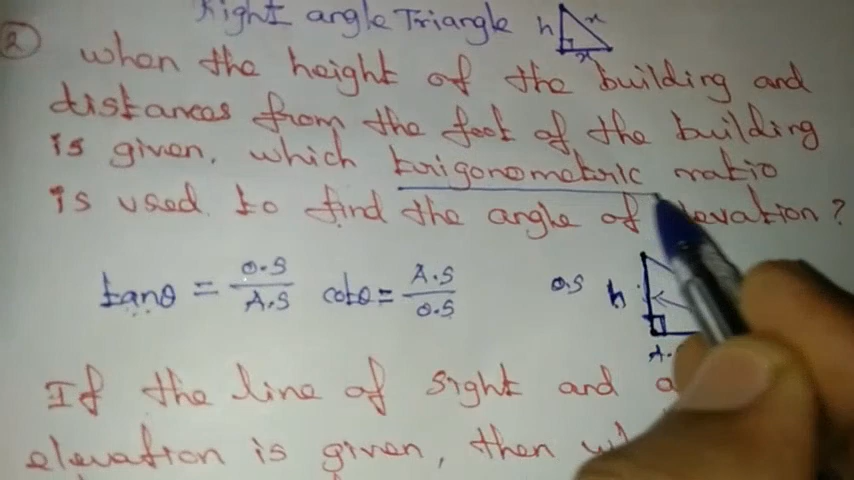 Right angle Triangle h x
x
② when the height of the building and
distances from the foot of the building
is given, which trigonometric ratio
is used to find the angle of elevation?
tanθ = O.S / A.S cotθ = A.S / O.S O.S h
A.
If the line of sight and a
elevation is given, then